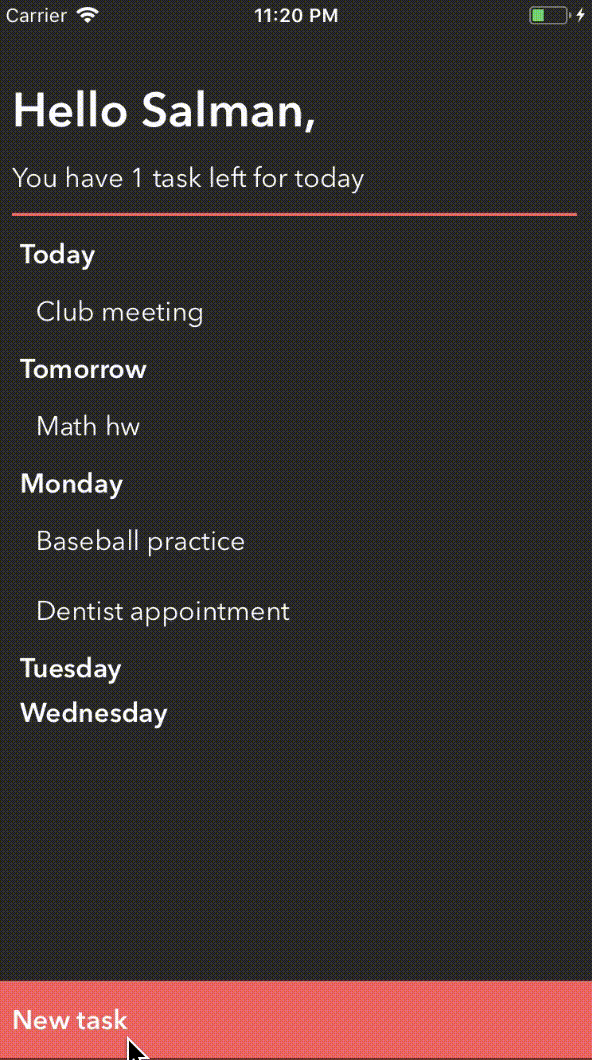 Carrier 11:20 PM
Hello Salman,
You have 1 task left for today
Today
Club meeting
Tomorrow
Math hw
Monday
Baseball practice
Dentist appointment
Tuesday
Wednesday
New task